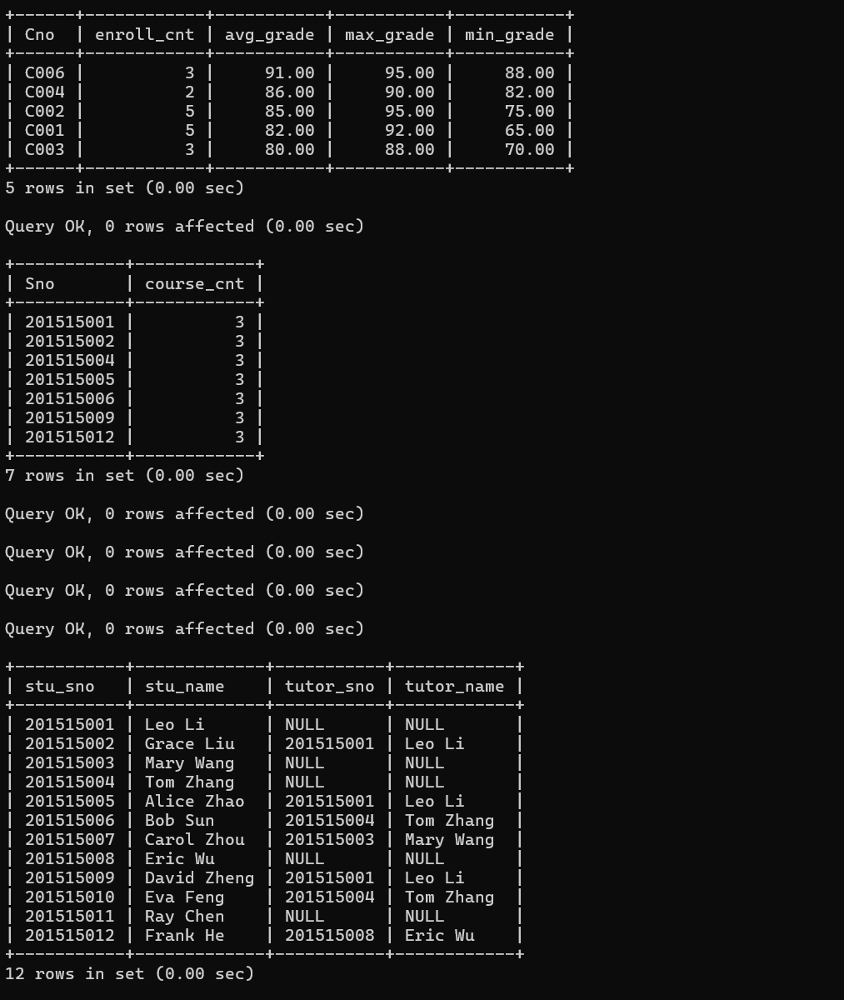 +------+------------+-----------+-----------+-----------+
| Cno  | enroll_cnt | avg_grade | max_grade | min_grade |
+------+------------+-----------+-----------+-----------+
| C006 |          3 |     91.00 |     95.00 |     88.00 |
| C004 |          2 |     86.00 |     90.00 |     82.00 |
| C002 |          5 |     85.00 |     95.00 |     75.00 |
| C001 |          5 |     82.00 |     92.00 |     65.00 |
| C003 |          3 |     80.00 |     88.00 |     70.00 |
+------+------------+-----------+-----------+-----------+
5 rows in set (0.00 sec)

Query OK, 0 rows affected (0.00 sec)

+-----------+------------+
| Sno       | course_cnt |
+-----------+------------+
| 201515001 |          3 |
| 201515002 |          3 |
| 201515004 |          3 |
| 201515005 |          3 |
| 201515006 |          3 |
| 201515009 |          3 |
| 201515012 |          3 |
+-----------+------------+
7 rows in set (0.00 sec)

Query OK, 0 rows affected (0.00 sec)

Query OK, 0 rows affected (0.00 sec)

Query OK, 0 rows affected (0.00 sec)

Query OK, 0 rows affected (0.00 sec)

+-----------+-------------+-----------+------------+
| stu_sno   | stu_name    | tutor_sno | tutor_name |
+-----------+-------------+-----------+------------+
| 201515001 | Leo Li      | NULL      | NULL       |
| 201515002 | Grace Liu   | 201515001 | Leo Li     |
| 201515003 | Mary Wang   | NULL      | NULL       |
| 201515004 | Tom Zhang   | NULL      | NULL       |
| 201515005 | Alice Zhao  | 201515001 | Leo Li     |
| 201515006 | Bob Sun     | 201515004 | Tom Zhang  |
| 201515007 | Carol Zhou  | 201515003 | Mary Wang  |
| 201515008 | Eric Wu     | NULL      | NULL       |
| 201515009 | David Zheng | 201515001 | Leo Li     |
| 201515010 | Eva Feng    | 201515004 | Tom Zhang  |
| 201515011 | Ray Chen    | NULL      | NULL       |
| 201515012 | Frank He    | 201515008 | Eric Wu    |
+-----------+-------------+-----------+------------+
12 rows in set (0.00 sec)